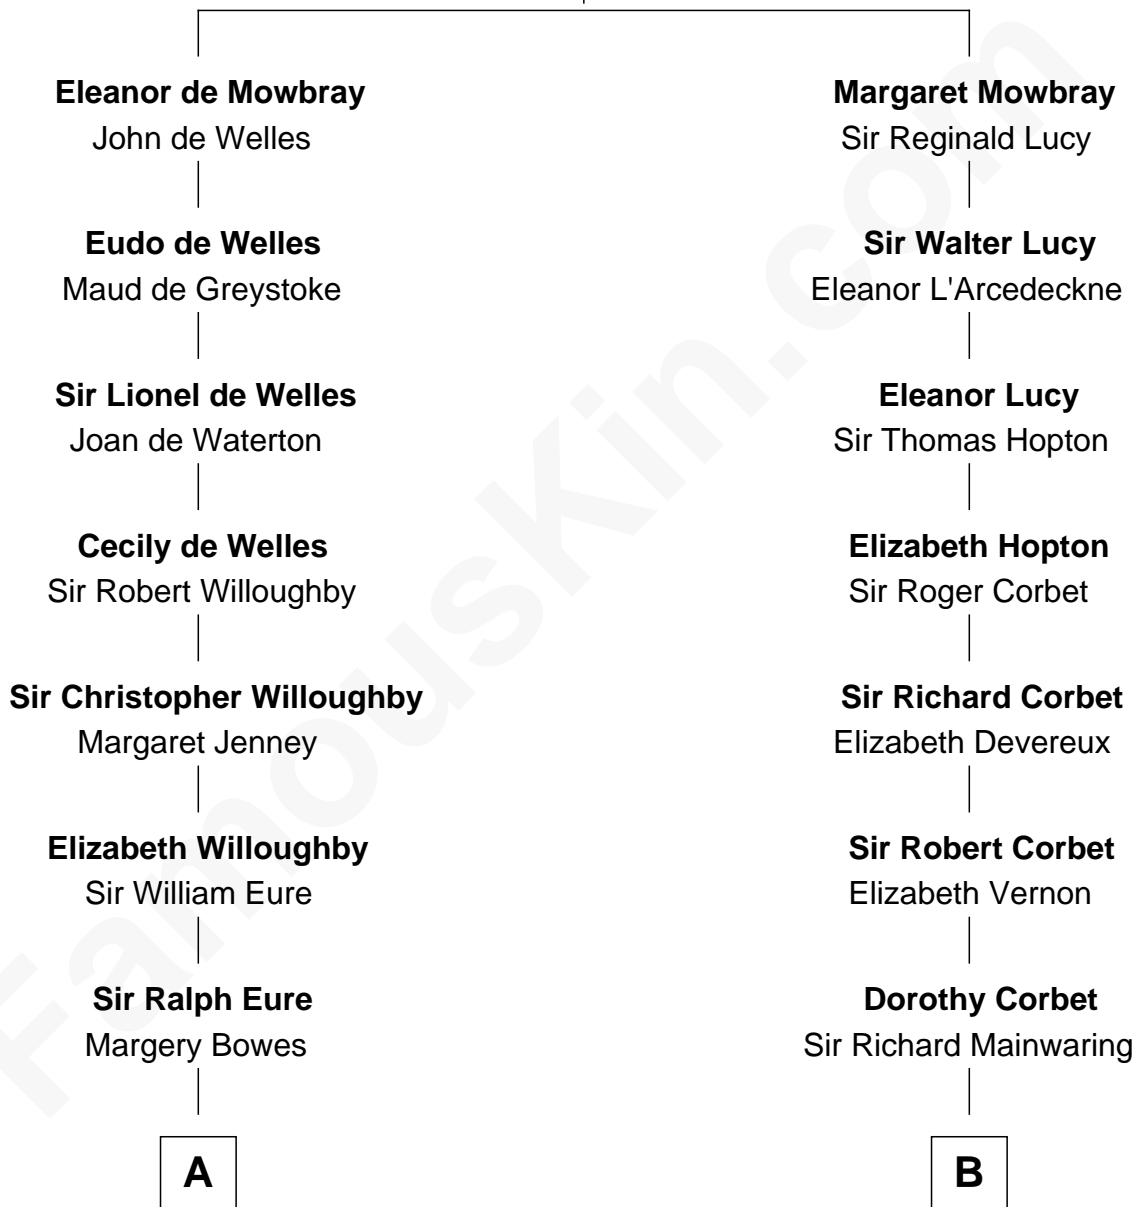 Eleanor de Mowbray
John de Welles
Eudo de Welles
Maud de Greystoke
Sir Lionel de Welles
Joan de Waterton
Cecily de Welles
Sir Robert Willoughby
Sir Christopher Willoughby
Margaret Jenney
Elizabeth Willoughby
Sir William Eure
Sir Ralph Eure
Margery Bowes
A
Margaret Mowbray
Sir Reginald Lucy
Sir Walter Lucy
Eleanor L'Arcedeckne
Eleanor Lucy
Sir Thomas Hopton
Elizabeth Hopton
Sir Roger Corbet
Sir Richard Corbet
Elizabeth Devereux
Sir Robert Corbet
Elizabeth Vernon
Dorothy Corbet
Sir Richard Mainwaring
B
FamousKin.com